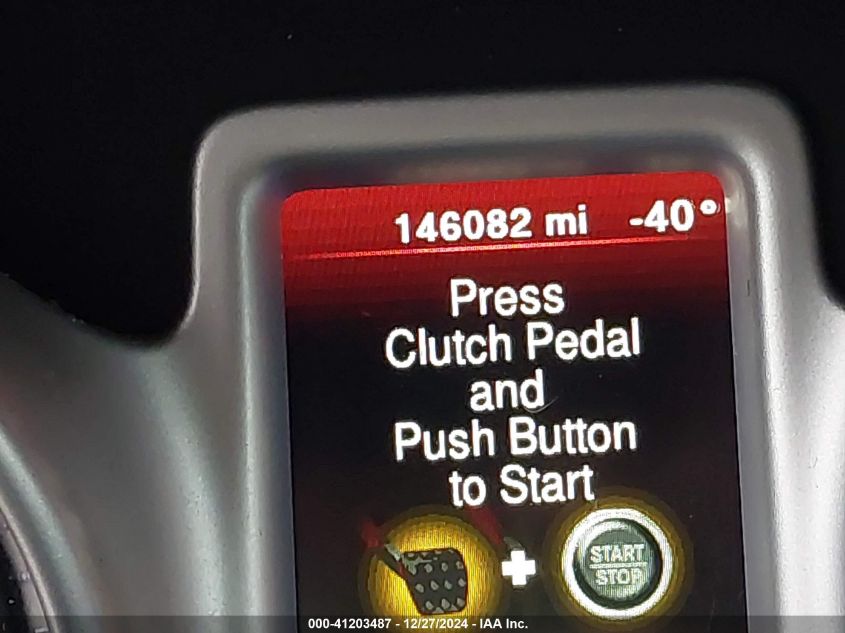 146082 mi -40°
Press
Clutch Pedal
and
Push Button
to Start
START
STOP
000-41203487 - 12/27/2024 - IAA Inc.